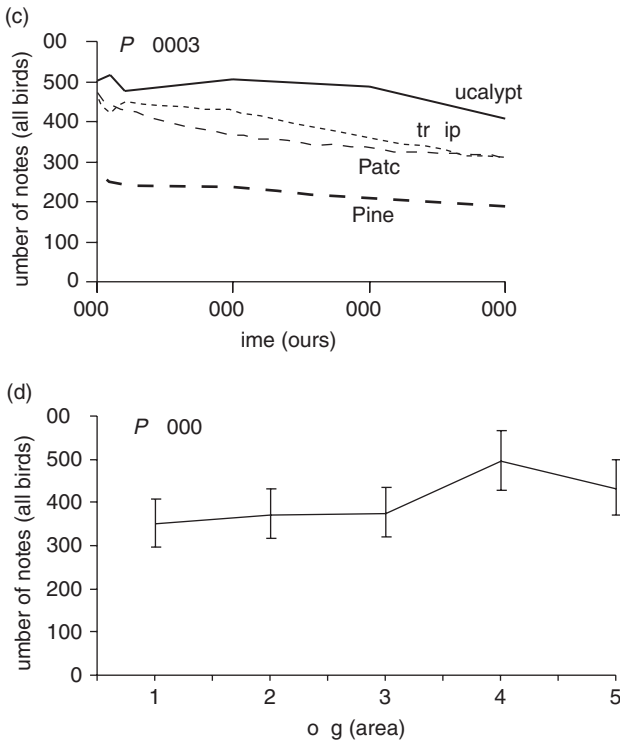 (c)
P 0003
00
500
400
300
200
100
0
umber of notes (all birds)
ucalypt
tr ip
Patc
Pine
000 000 000 000
ime (ours)
(d)
P 000
00
500
400
300
200
100
0
umber of notes (all birds)
1 2 3 4 5
o g (area)